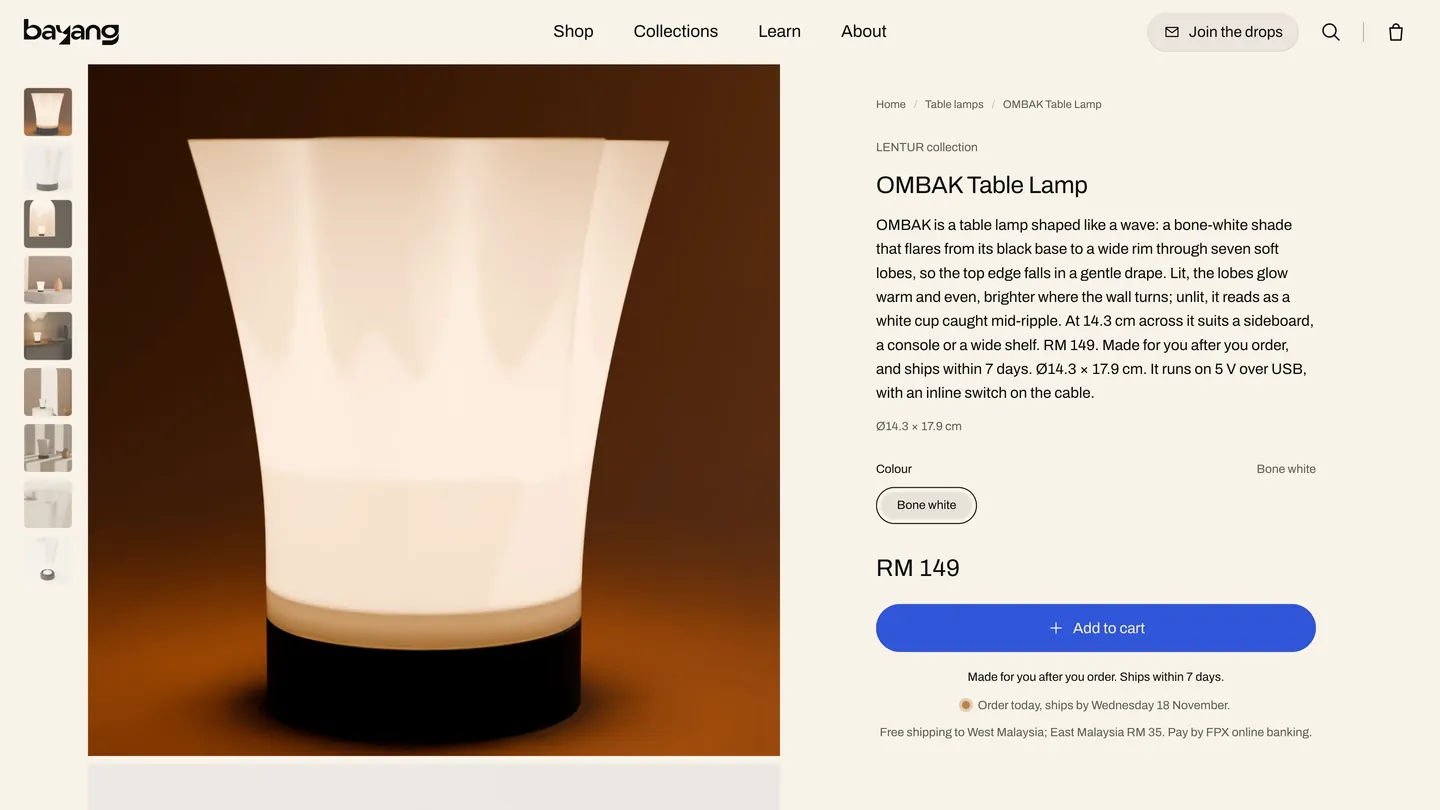 bayang
Shop
Collections
Learn
About
Join the drops
Home / Table lamps / OMBAK Table Lamp
LENTUR collection
OMBAK Table Lamp
OMBAK is a table lamp shaped like a wave: a bone-white shade
that flares from its black base to a wide rim through seven soft
lobes, so the top edge falls in a gentle drape. Lit, the lobes glow
warm and even, brighter where the wall turns; unlit, it reads as a
white cup caught mid-ripple. At 14.3 cm across it suits a sideboard,
a console or a wide shelf. RM 149. Made for you after you order,
and ships within 7 days. Ø14.3 × 17.9 cm. It runs on 5 V over USB,
with an inline switch on the cable.
Ø14.3 × 17.9 cm
Colour
Bone white
Bone white
RM 149
Add to cart
Made for you after you order. Ships within 7 days.
Order today, ships by Wednesday 18 November.
Free shipping to West Malaysia; East Malaysia RM 35. Pay by FPX online banking.